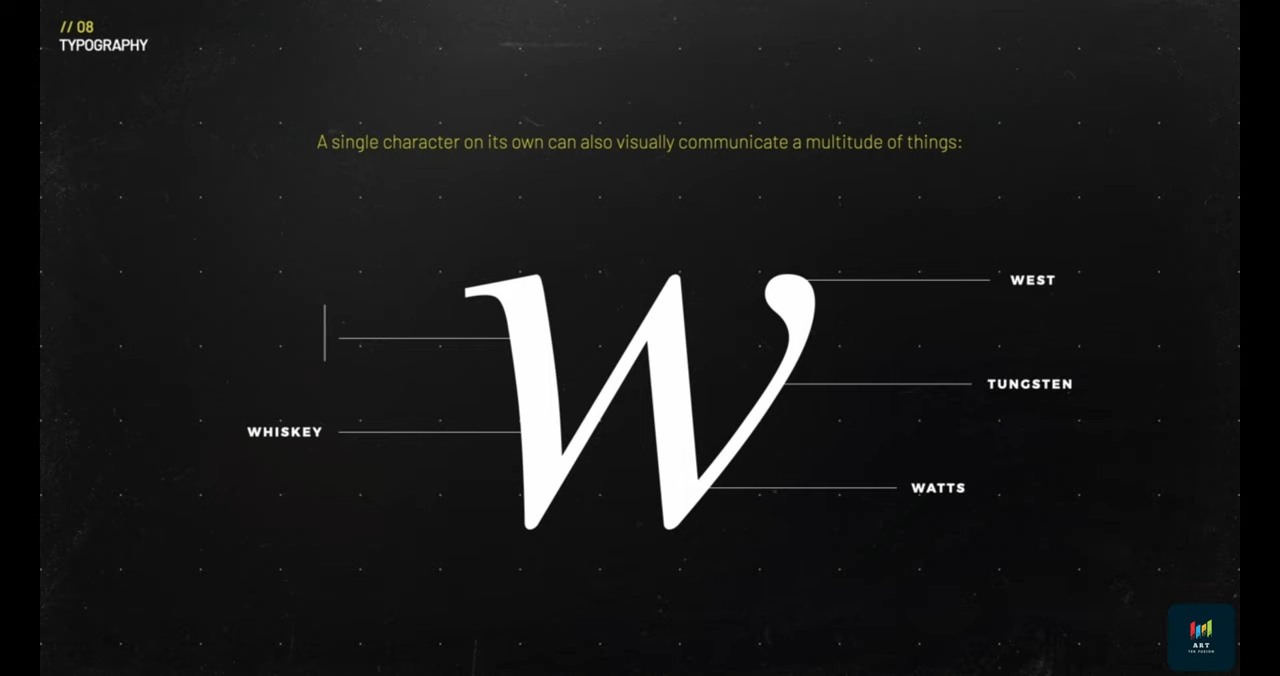 // 08
TYPOGRAPHY
A single character on its own can also visually communicate a multitude of things:
W
WEST
TUNGSTEN
WHISKEY
WATTS
ART